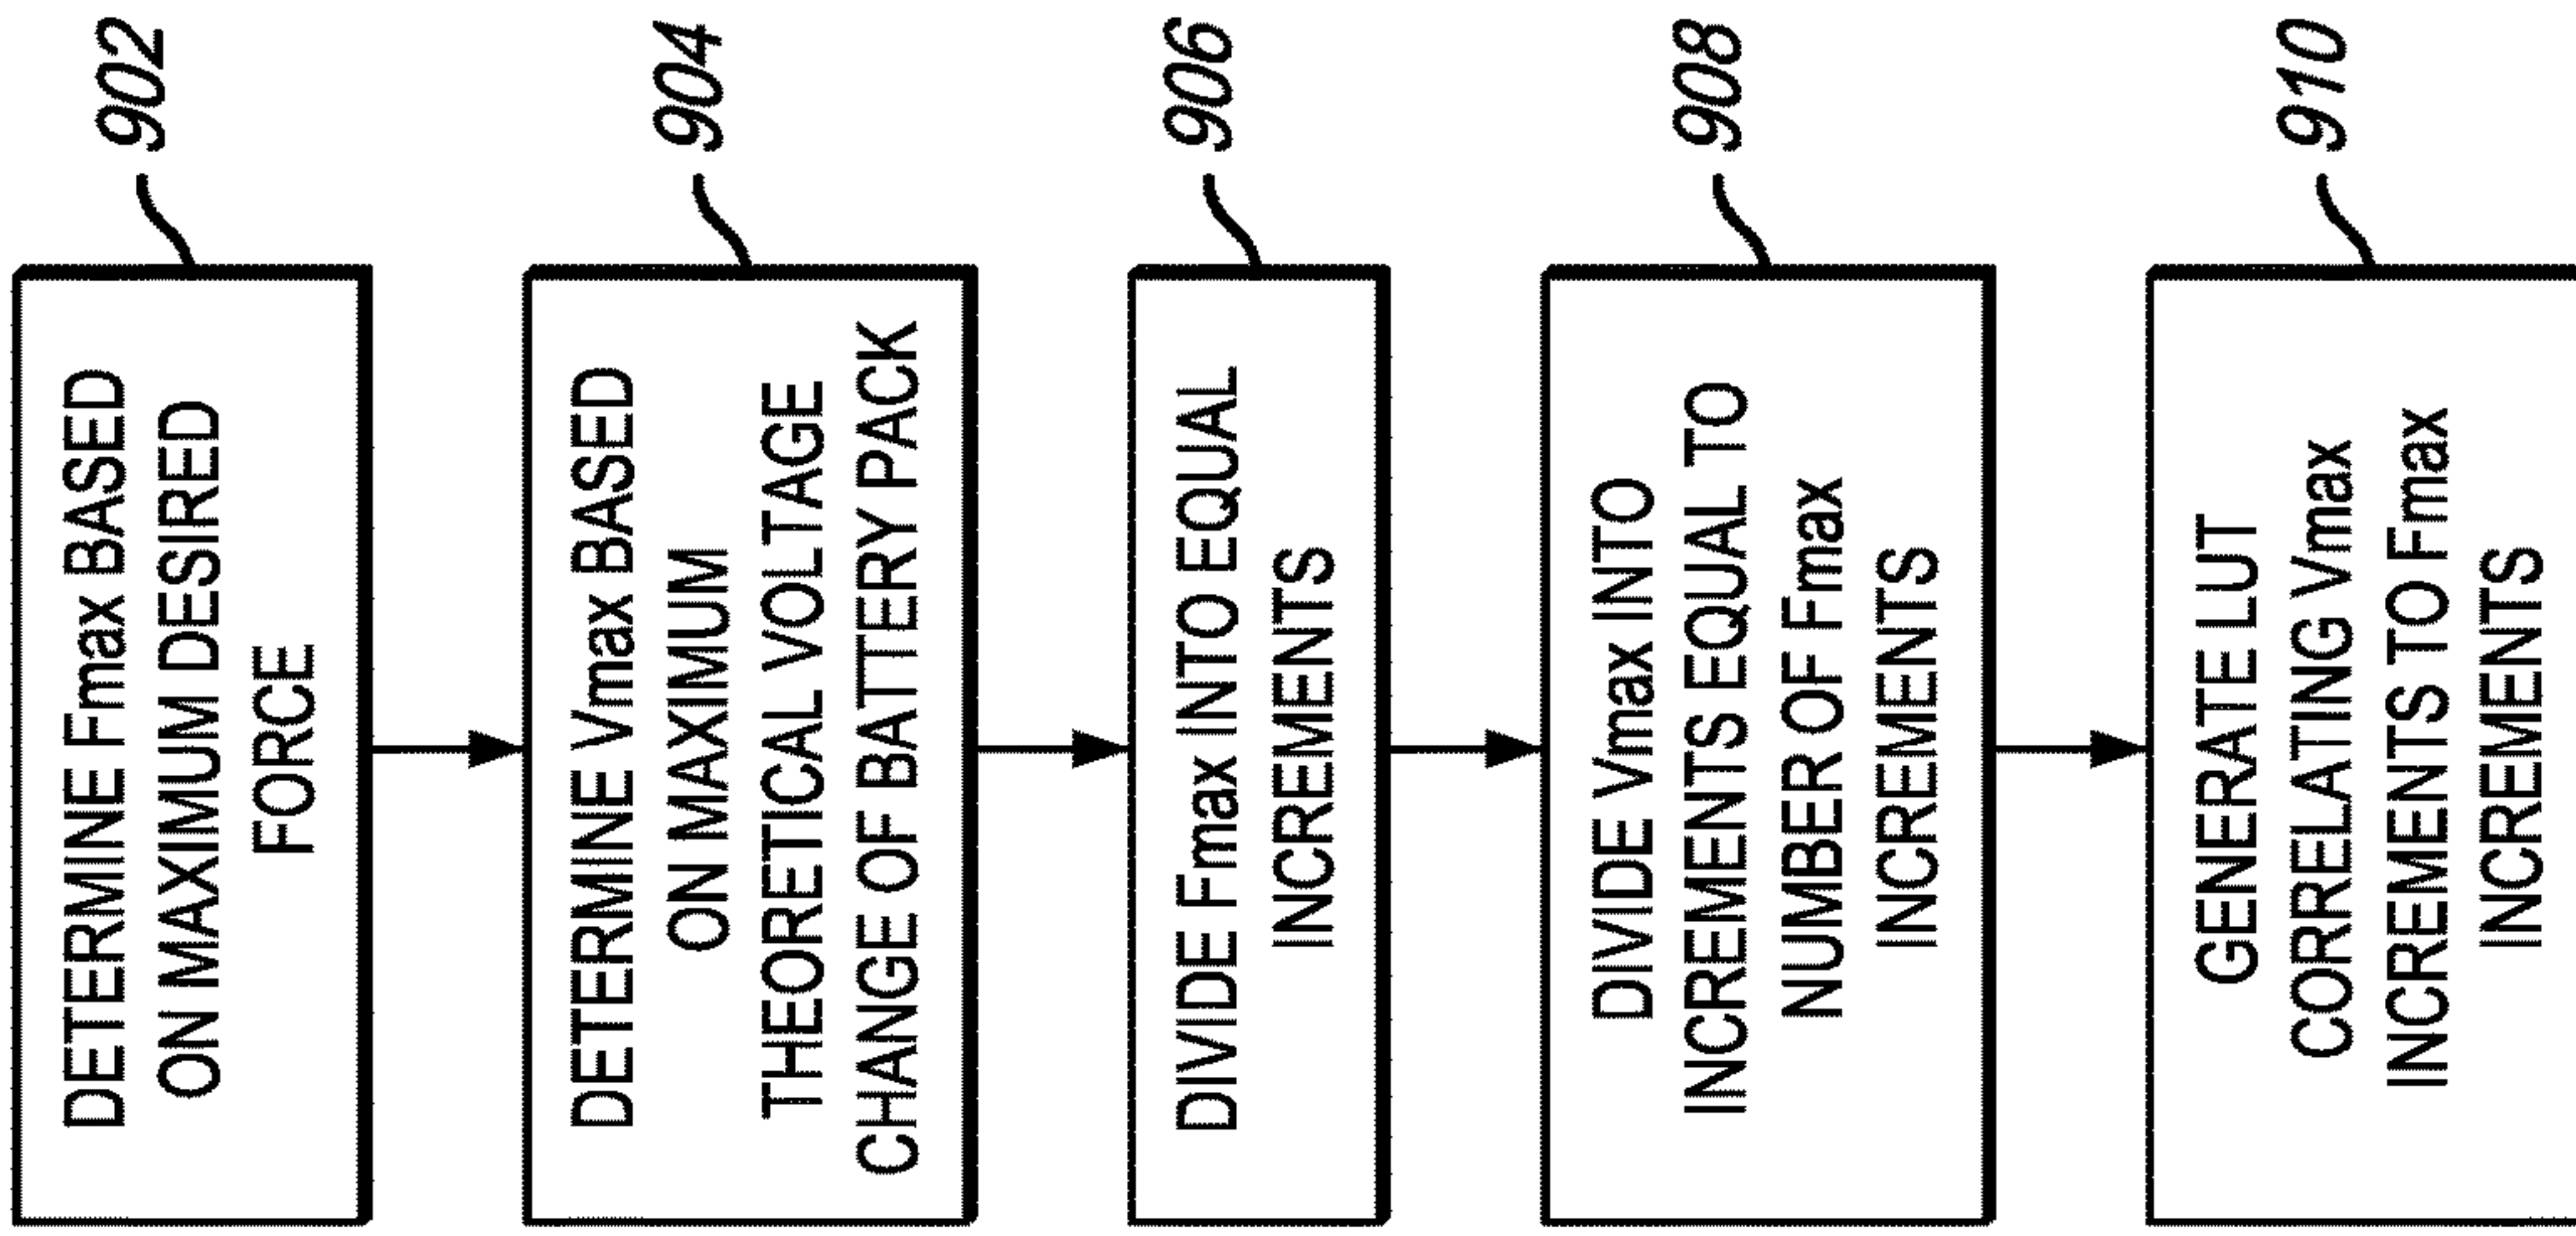 902
DETERMINE Fmax BASED
ON MAXIMUM DESIRED
FORCE
904
DETERMINE Vmax BASED
ON MAXIMUM
THEORETICAL VOLTAGE
CHANGE OF BATTERY PACK
906
DIVIDE Fmax INTO EQUAL
INCREMENTS
908
DIVIDE Vmax INTO
INCREMENTS EQUAL TO
NUMBER OF Fmax
INCREMENTS
910
GENERATE LUT
CORRELATING Vmax
INCREMENTS TO Fmax
INCREMENTS